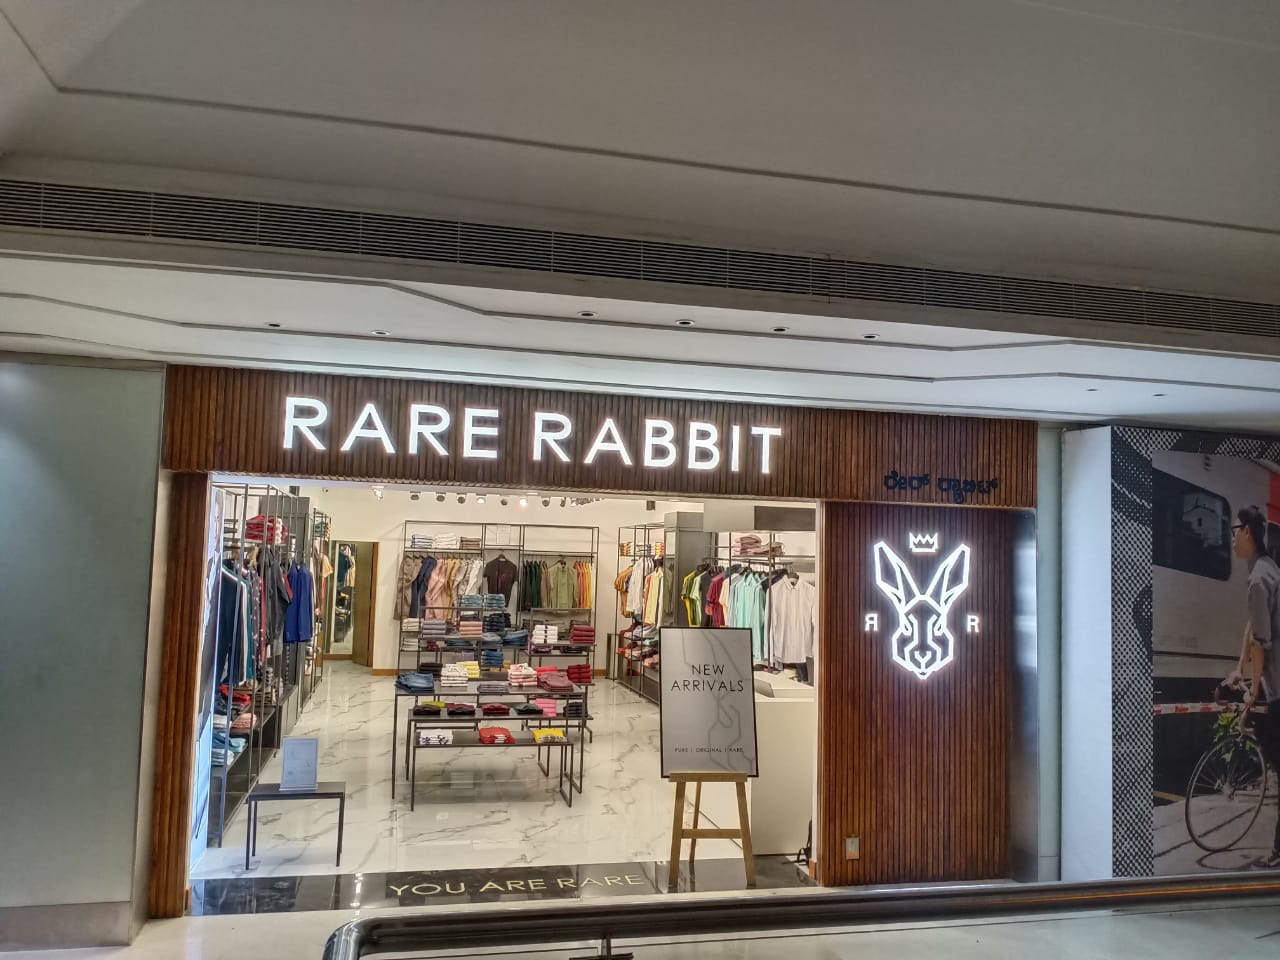 RARE RABBIT
ರೇರ್ ರ‍್ಯಾಬಿಟ್
R R
NEW
ARRIVALS
PURE | ORIGINAL | RARE
YOU ARE RARE